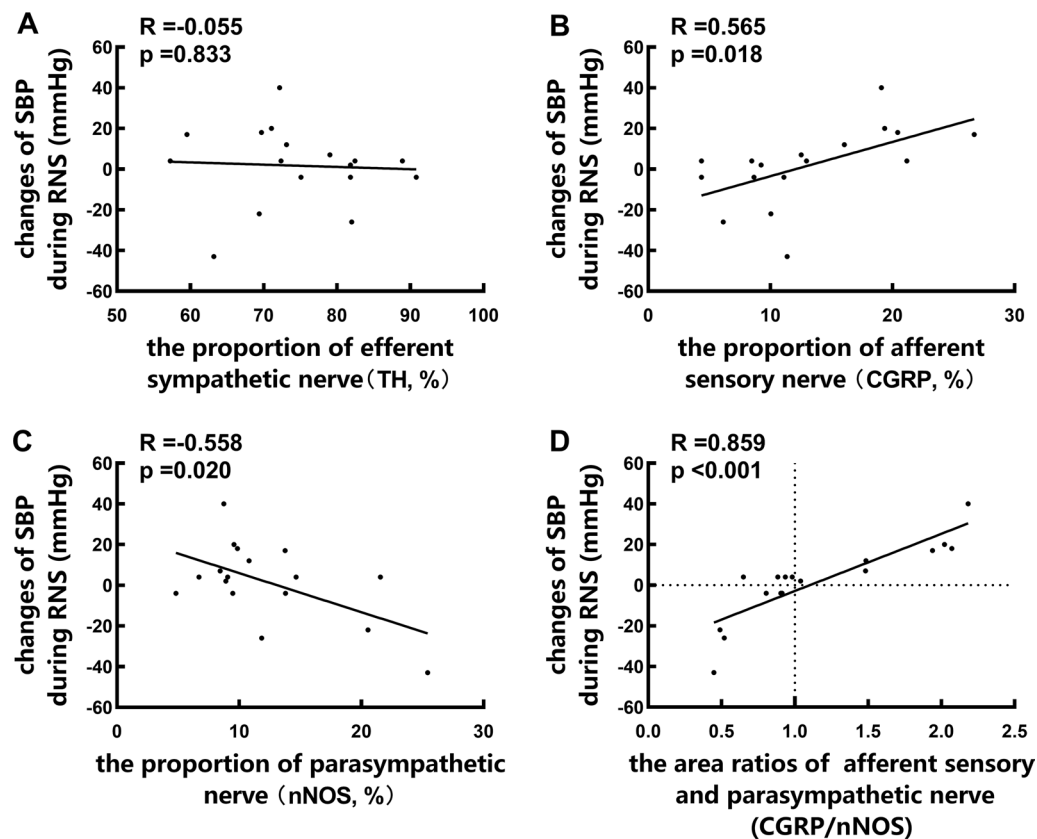 A
R =-0.055
p =0.833
changes of SBP
during RNS (mmHg)
60
40
20
0
-20
-40
-60
50 60 70 80 90 100
the proportion of efferent
sympathetic nerve（TH, %)
B
R =0.565
p =0.018
changes of SBP
during RNS (mmHg)
60
40
20
0
-20
-40
-60
0 10 20 30
the proportion of afferent
sensory nerve（CGRP, %)
C
R =-0.558
p =0.020
changes of SBP
during RNS (mmHg)
60
40
20
0
-20
-40
-60
0 10 20 30
the proportion of parasympathetic
nerve（nNOS, %)
D
R =0.859
p <0.001
changes of SBP
during RNS (mmHg)
60
40
20
0
-20
-40
-60
0.0 0.5 1.0 1.5 2.0 2.5
the area ratios of afferent sensory
and parasympathetic nerve
(CGRP/nNOS)